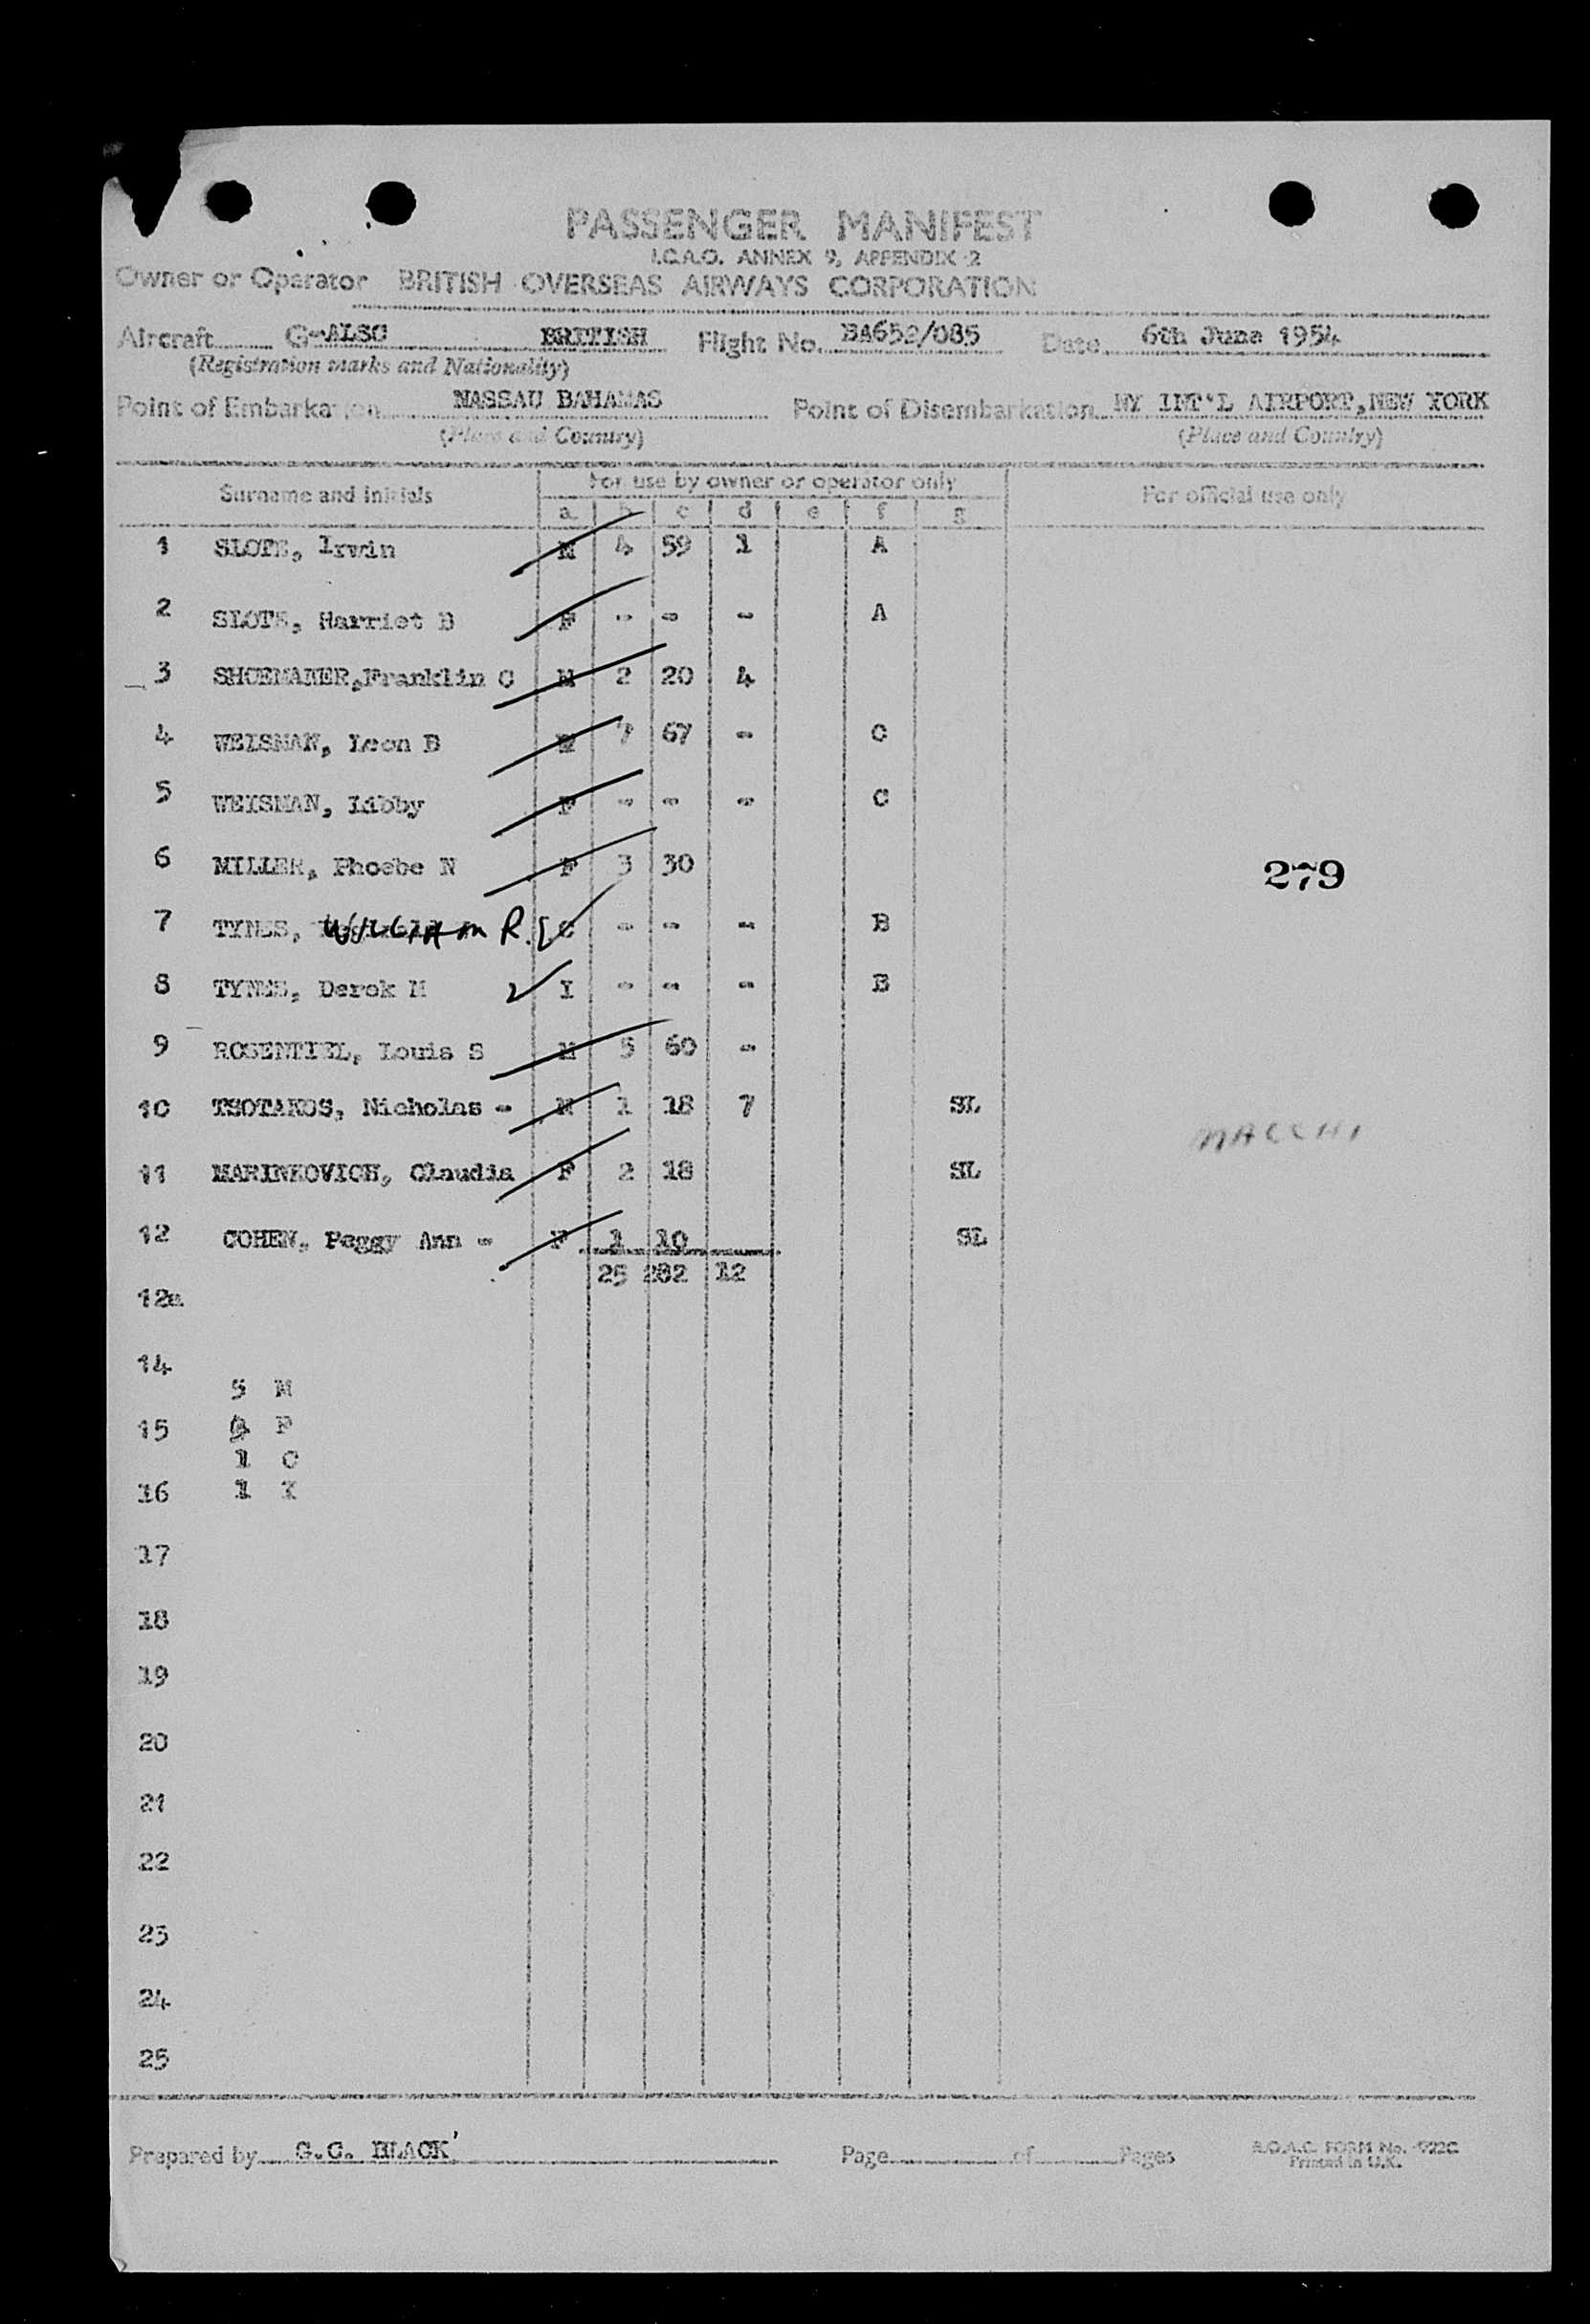 PASSENGER MANIFEST
I.C.A.O. ANNEX 9, APPENDIX 2
Owner or Operator BRITISH OVERSEAS AIRWAYS CORPORATION
Aircraft G-ALSC BRITISH Flight No. BA652/085 Date 6th June 1954
(Registration marks and Nationality)
Point of Embarkation NASSAU BAHAMAS Point of Disembarkation NY INT'L AIRPORT,NEW YORK
(Place and Country) (Place and Country)
Surname and initials For use by owner or operator only For official use only
a b c d e f g
1 SLOTE, Irwin M 4 59 1 A
2 SLOTE, Harriet B F - - - A
3 SHOEMAKER,Franklin C M 2 20 4
4 WEISMAN, Leon B M 7 67 - C
5 WEISMAN, Libby F - - - C
6 MILLER, Phoebe N F 3 30
279
7 TYNES, WILLIAM R. C - - - B
8 TYNES, Derek H I - - - B
9 ROSENTIEL, Louis S M 5 60 -
10 TSOTAKOS, Nicholas - M 1 18 7 SL
MACCHI
11 MARINKOVICH, Claudia F 2 18 SL
12 COHEN, Peggy Ann - F 1 10 SL
25 282 12
12a
14
5 M
15 F
1 C
16 1 I
17
18
19
20
21
22
23
24
25
Prepared by G.C. BLACK Page of Pages B.O.A.C. FORM No.
Printed in U.K.